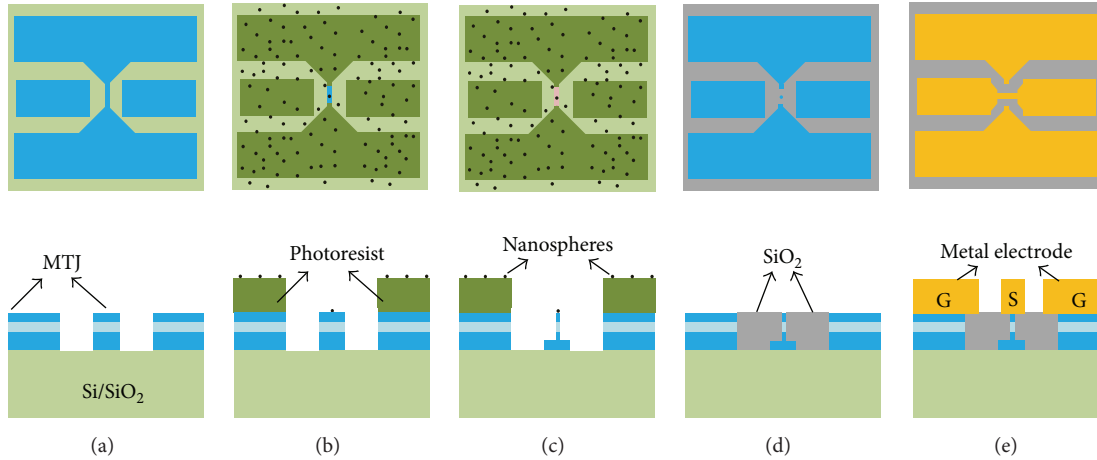 MTJ
Photoresist
Nanospheres
SiO₂
Metal electrode
G
S
G
Si/SiO₂
(a)
(b)
(c)
(d)
(e)